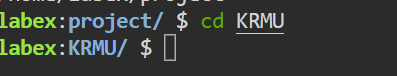 labex:project/ $ cd KRMU
labex:KRMU/ $